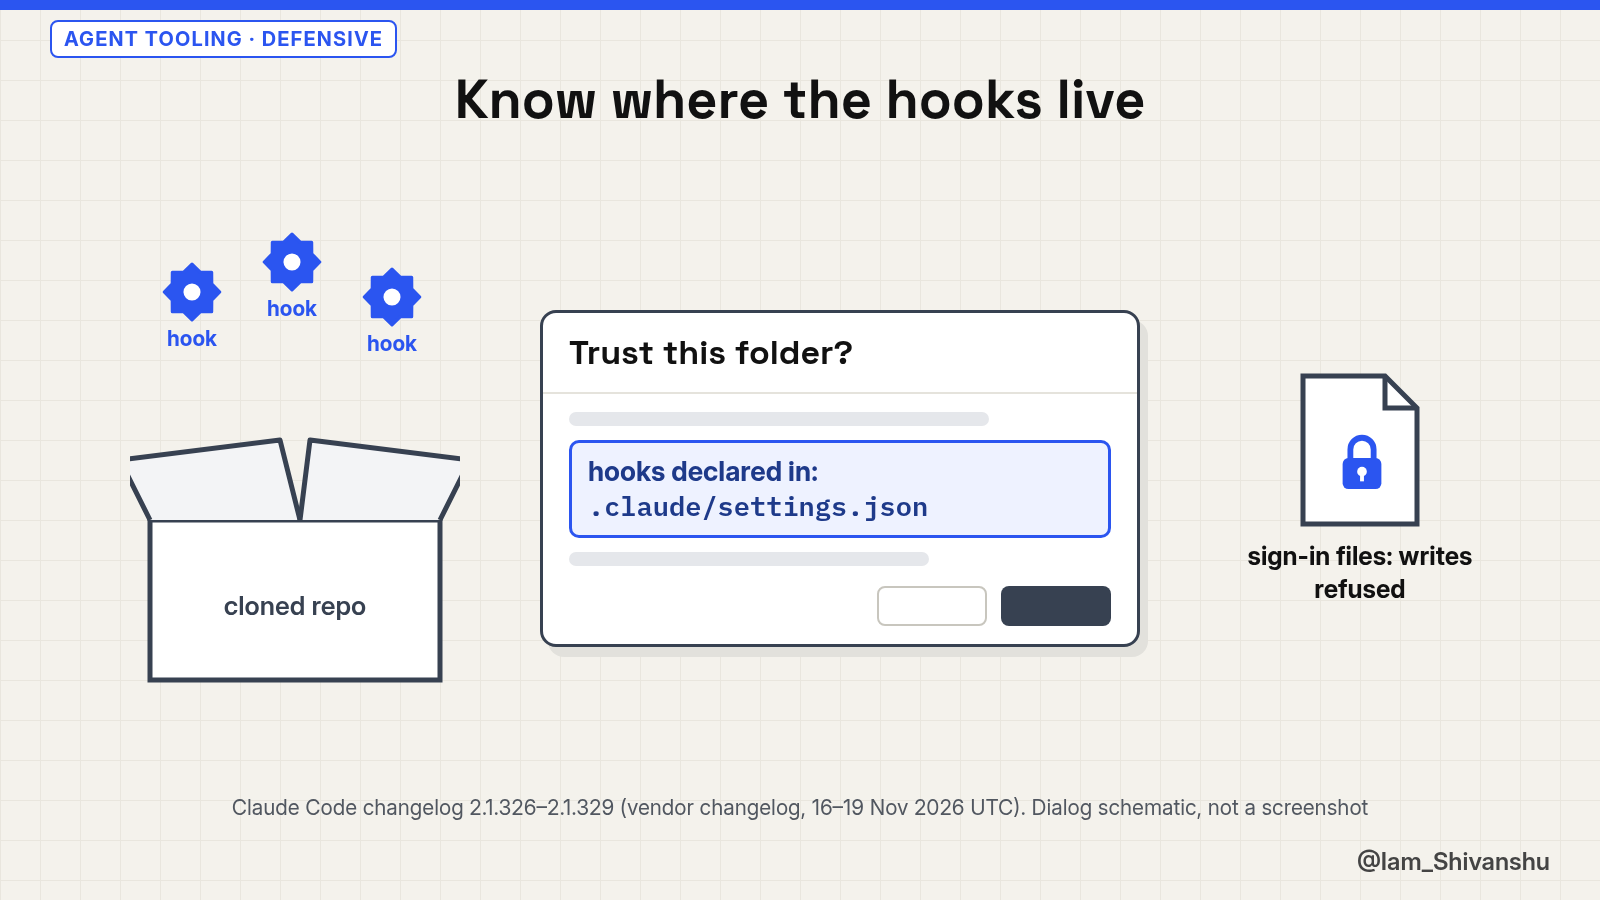 AGENT TOOLING · DEFENSIVE
Know where the hooks live
hook
hook
hook
cloned repo
Trust this folder?
hooks declared in:
.claude/settings.json
sign-in files: writes
refused
Claude Code changelog 2.1.326–2.1.329 (vendor changelog, 16–19 Nov 2026 UTC). Dialog schematic, not a screenshot
@Iam_Shivanshu